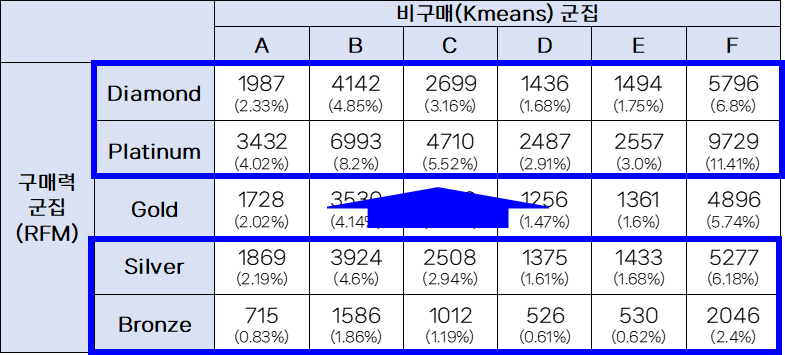 비구매(Kmeans) 군집
A B C D E F
구매력
군집
(RFM)
Diamond 1987 4142 2699 1436 1494 5796
(2.33%) (4.85%) (3.16%) (1.68%) (1.75%) (6.8%)
Platinum 3432 6993 4710 2487 2557 9729
(4.02%) (8.2%) (5.52%) (2.91%) (3.0%) (11.41%)
Gold 1728 3530 1256 1361 4896
(2.02%) (4.14% (1.47%) (1.6%) (5.74%)
Silver 1869 3924 2508 1375 1433 5277
(2.19%) (4.6%) (2.94%) (1.61%) (1.68%) (6.18%)
Bronze 715 1586 1012 526 530 2046
(0.83%) (1.86%) (1.19%) (0.61%) (0.62%) (2.4%)